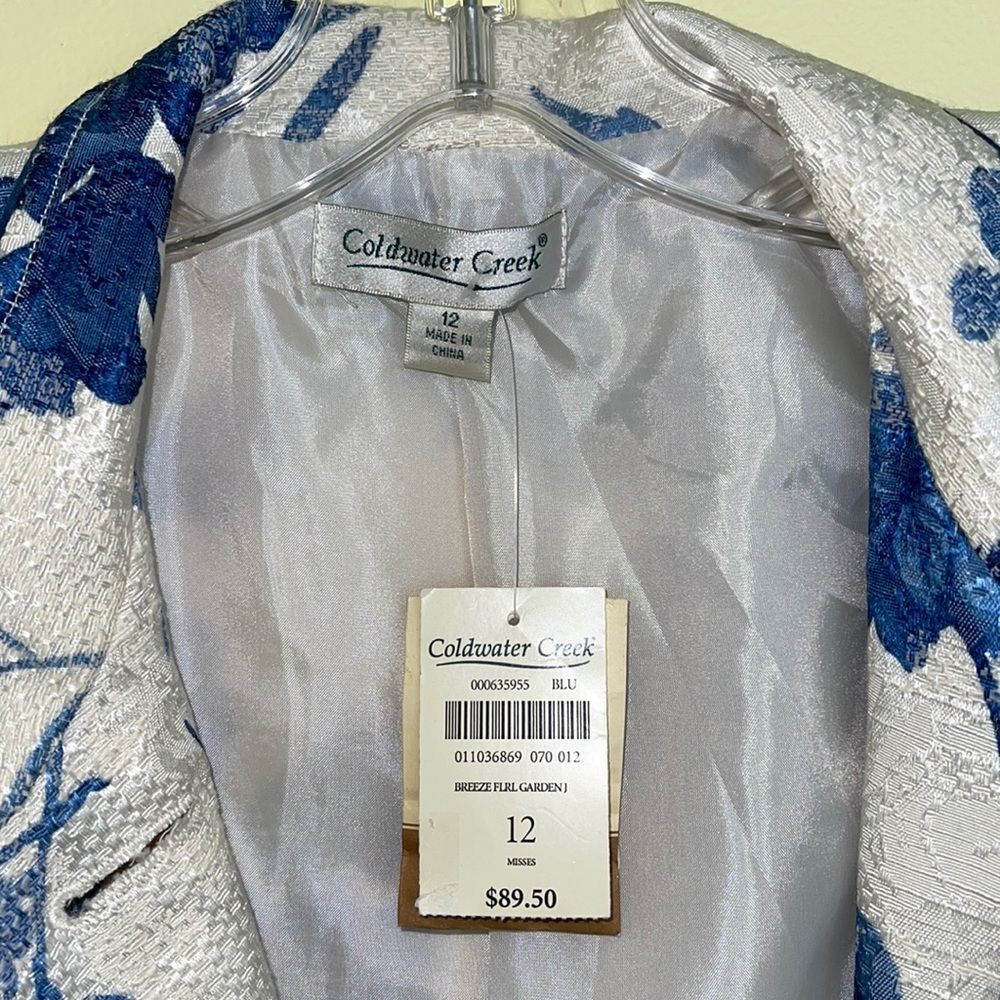 Coldwater Creek®
12
MADE IN
CHINA
Coldwater Creek®
000635955 BLU
011036869 070 012
BREEZE FLRL GARDEN J
12
MISSES
$89.50